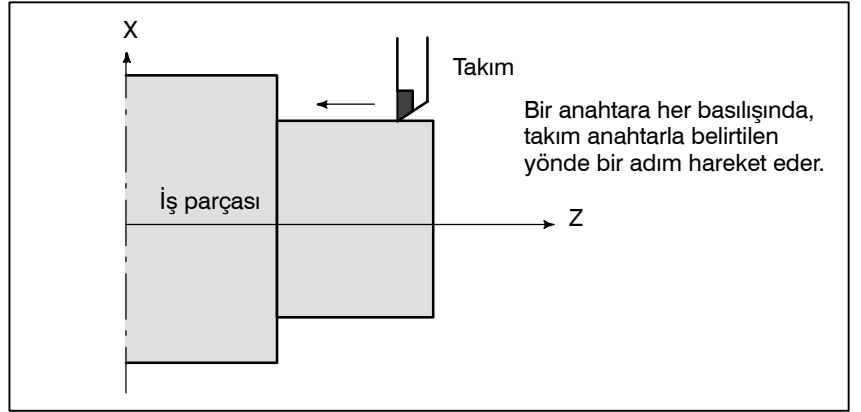 X
Takım
Bir anahtara her basılışında,
takım anahtarla belirtilen
yönde bir adım hareket eder.
İş parçası
Z